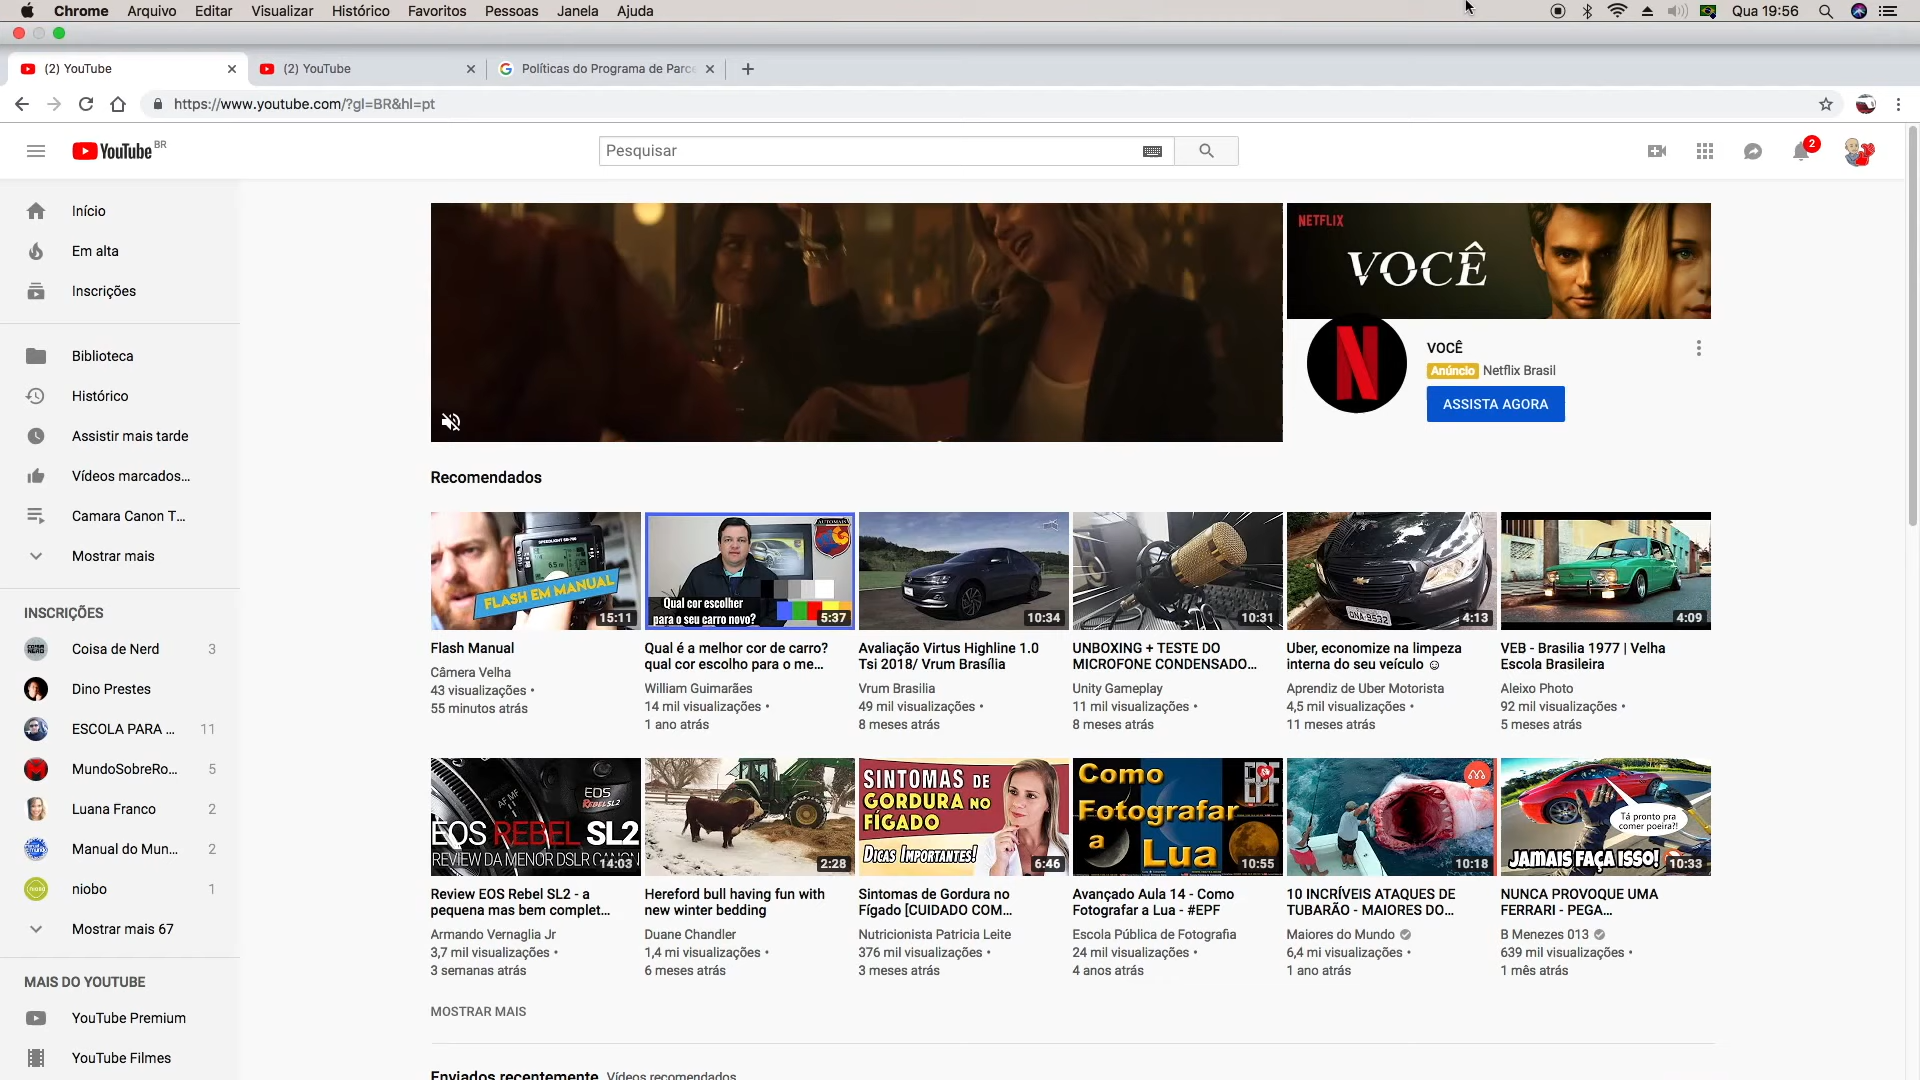 Chrome Arquivo Editar Visualizar Histórico Favoritos Pessoas Janela Ajuda
Qua 19:56
(2) YouTube
(2) YouTube
Políticas do Programa de Parce
https://www.youtube.com/?gl=BR&hl=pt
YouTube BR
Pesquisar
2
Início
Em alta
Inscrições
Biblioteca
Histórico
Assistir mais tarde
Vídeos marcados...
Camara Canon T...
Mostrar mais
INSCRIÇÕES
Coisa de Nerd 3
Dino Prestes
ESCOLA PARA ... 11
MundoSobreRo... 5
Luana Franco 2
Manual do Mun... 2
niobo 1
Mostrar mais 67
MAIS DO YOUTUBE
YouTube Premium
YouTube Filmes
NETFLIX
VOCÊ
N
VOCÊ
Anúncio Netflix Brasil
ASSISTA AGORA
Recomendados
FLASH EM MANUAL
15:11
Flash Manual
Câmera Velha
43 visualizações •
55 minutos atrás
Qual cor escolher
para o seu carro novo?
5:37
Qual é a melhor cor de carro?
qual cor escolho para o me...
William Guimarães
14 mil visualizações •
1 ano atrás
10:34
Avaliação Virtus Highline 1.0
Tsi 2018/ Vrum Brasília
Vrum Brasilia
49 mil visualizações •
8 meses atrás
10:31
UNBOXING + TESTE DO
MICROFONE CONDENSADO...
Unity Gameplay
11 mil visualizações •
8 meses atrás
4:13
Uber, economize na limpeza
interna do seu veículo ☺
Aprendiz de Uber Motorista
4,5 mil visualizações •
11 meses atrás
4:09
VEB - Brasilia 1977 | Velha
Escola Brasileira
Aleixo Photo
92 mil visualizações •
5 meses atrás
AF MF
EOS
REBEL SL2
EOS REBEL SL2
REVIEW DA MENOR DSLR CANON
14:03
Review EOS Rebel SL2 - a
pequena mas bem complet...
Armando Vernaglia Jr
3,7 mil visualizações •
3 semanas atrás
2:28
Hereford bull having fun with
new winter bedding
Duane Chandler
1,4 mi visualizações •
6 meses atrás
SINTOMAS DE
GORDURA NO
FÍGADO
DICAS IMPORTANTES!
6:46
Sintomas de Gordura no
Fígado [CUIDADO COM...
Nutricionista Patricia Leite
376 mil visualizações •
3 meses atrás
Como
Fotografar
a
Lua
EPF
10:55
Avançado Aula 14 - Como
Fotografar a Lua - #EPF
Escola Pública de Fotografia
24 mil visualizações •
4 anos atrás
10:18
10 INCRÍVEIS ATAQUES DE
TUBARÃO - MAIORES DO...
Maiores do Mundo
6,4 mi visualizações •
1 ano atrás
Tá pronto pra
comer poeira?!
JAMAIS FAÇA ISSO!
10:33
NUNCA PROVOQUE UMA
FERRARI - PEGA...
B Menezes 013
639 mil visualizações •
1 mês atrás
MOSTRAR MAIS
Enviados recentemente Vídeos recomendados